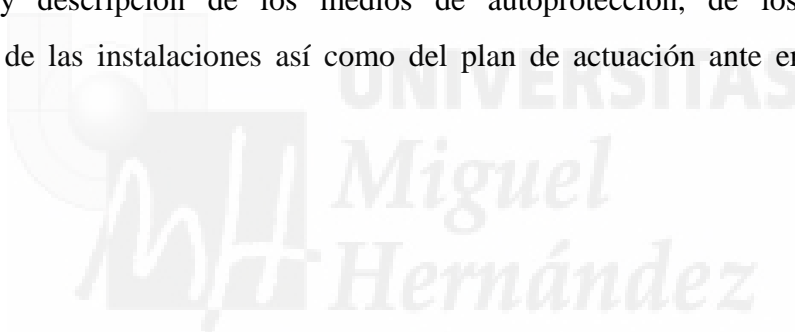 y descripción de los medios de autoprotección, de los
de las instalaciones así como del plan de actuación ante
UNIVERSITAS
Miguel
Hernández